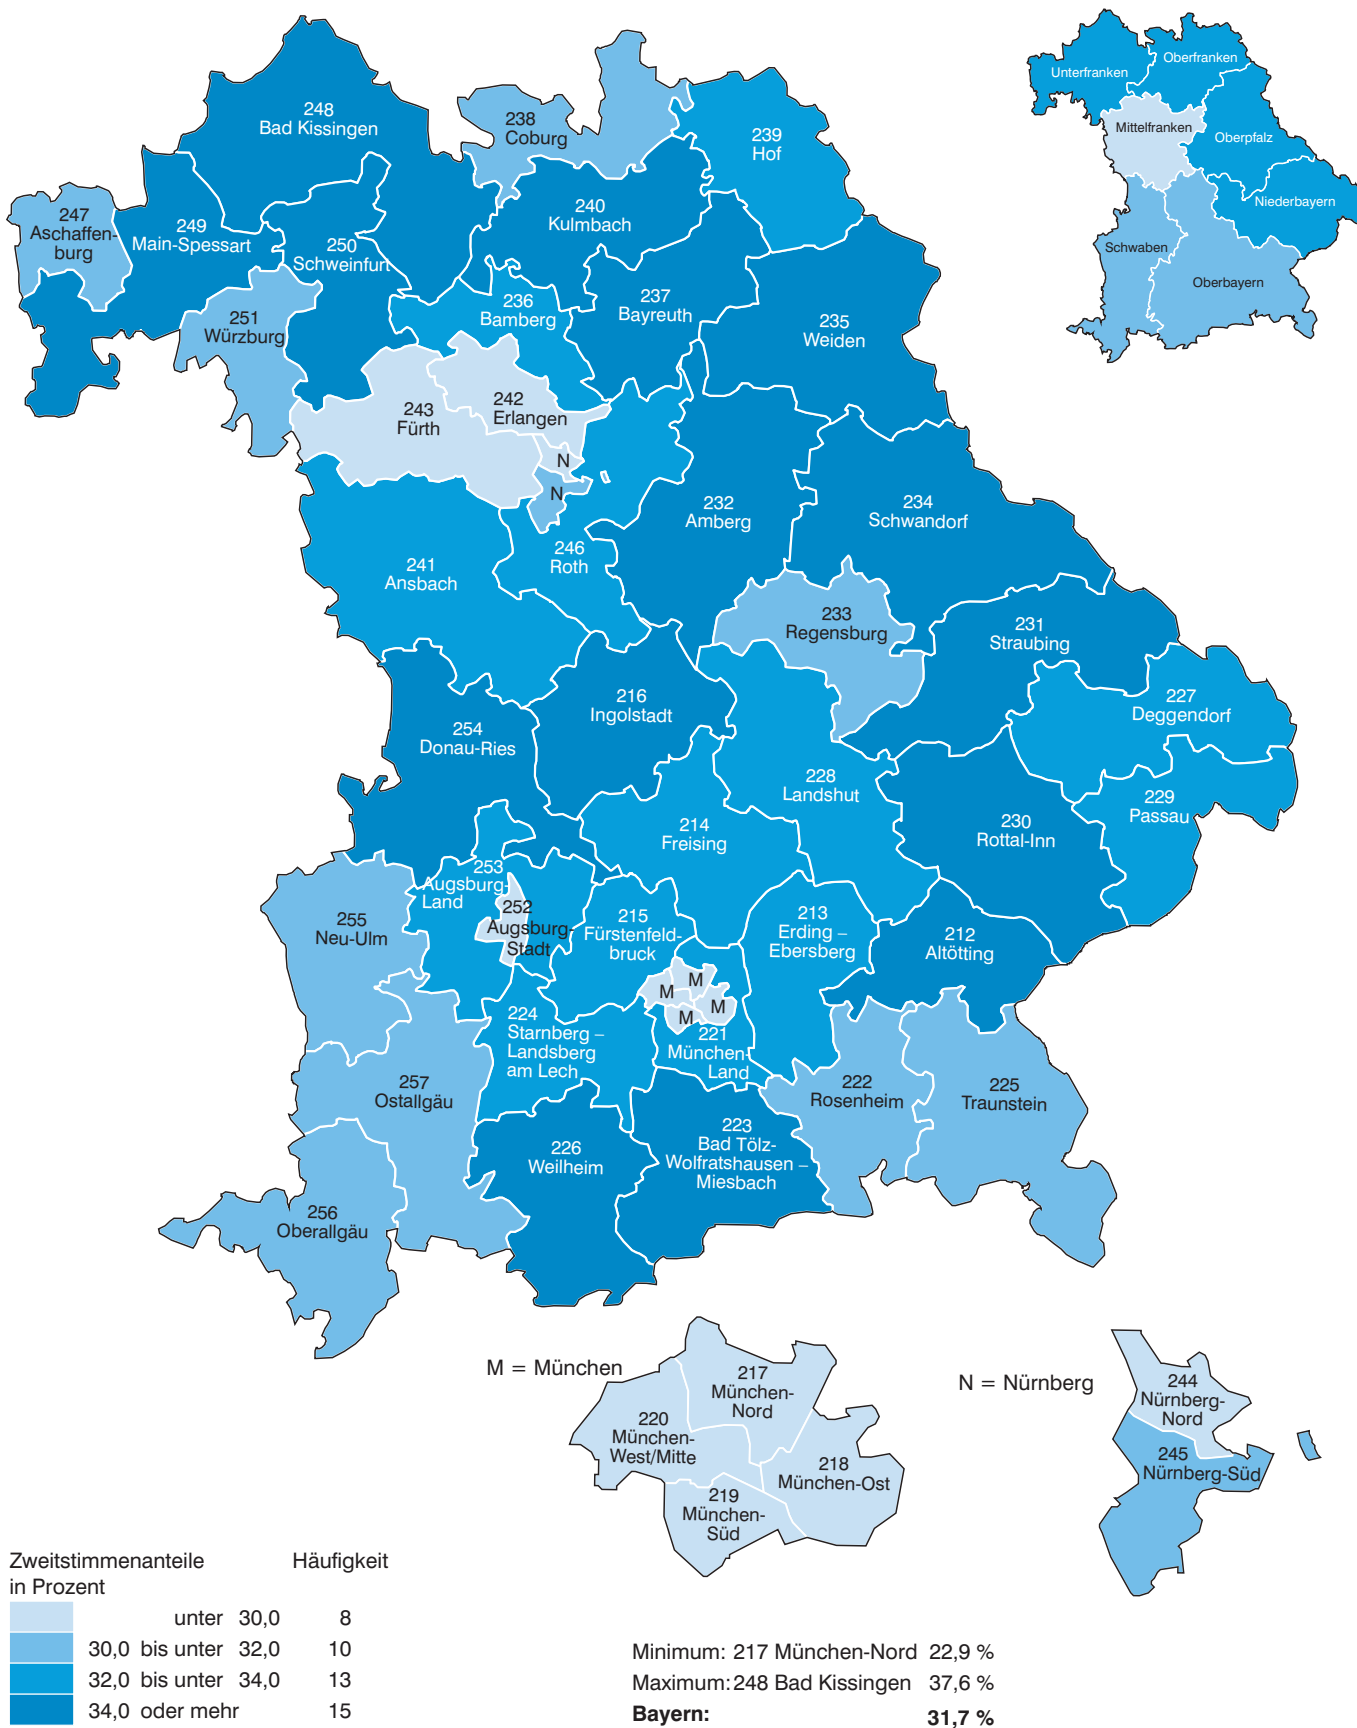 248
Bad Kissingen
238
Coburg
239
Hof
247
Aschaffen-
burg
249
Main-Spessart
250
Schweinfurt
240
Kulmbach
251
Würzburg
236
Bamberg
237
Bayreuth
235
Weiden
243
Fürth
242
Erlangen
N
N
232
Amberg
234
Schwandorf
241
Ansbach
246
Roth
233
Regensburg
231
Straubing
216
Ingolstadt
227
Deggendorf
254
Donau-Ries
228
Landshut
229
Passau
214
Freising
230
Rottal-Inn
253
Augsburg-
Land
252
Augsburg-
Stadt
255
Neu-Ulm
215
Fürstenfeld-
bruck
213
Erding –
Ebersberg
212
Altötting
M
M
M
M
224
Starnberg –
Landsberg
am Lech
221
München-
Land
257
Ostallgäu
222
Rosenheim
225
Traunstein
226
Weilheim
223
Bad Tölz-
Wolfratshausen –
Miesbach
256
Oberallgäu
Unterfranken
Oberfranken
Mittelfranken
Oberpfalz
Niederbayern
Schwaben
Oberbayern
M = München
217
München-
Nord
220
München-
West/Mitte
218
München-Ost
219
München-
Süd
N = Nürnberg
244
Nürnberg-
Nord
245
Nürnberg-Süd
Zweitstimmenanteile Häufigkeit
in Prozent
unter 30,0 8
30,0 bis unter 32,0 10
32,0 bis unter 34,0 13
34,0 oder mehr 15
Minimum: 217 München-Nord 22,9 %
Maximum: 248 Bad Kissingen 37,6 %
Bayern: 31,7 %